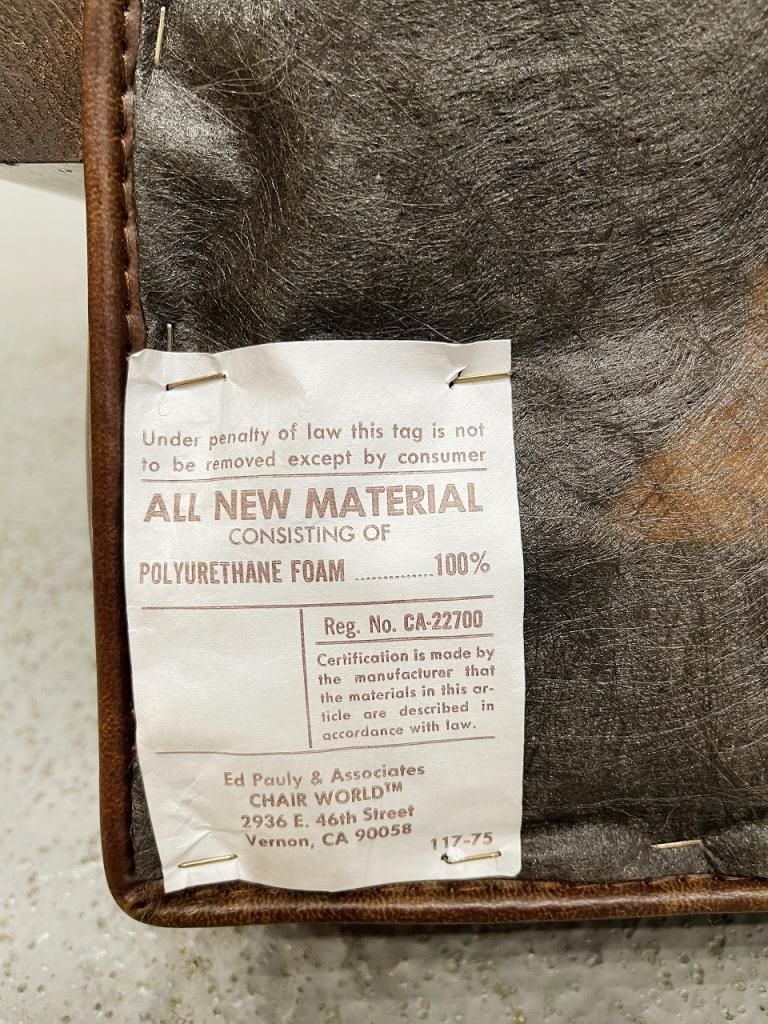 Under penalty of law this tag is not
to be removed except by consumer
ALL NEW MATERIAL
CONSISTING OF
POLYURETHANE FOAM ..............100%
Reg. No. CA-22700
Certification is made by
the manufacturer that
the materials in this ar-
ticle are described in
accordance with law.
Ed Pauly & Associates
CHAIR WORLD™
2936 E. 46th Street
Vernon, CA 90058
117-75